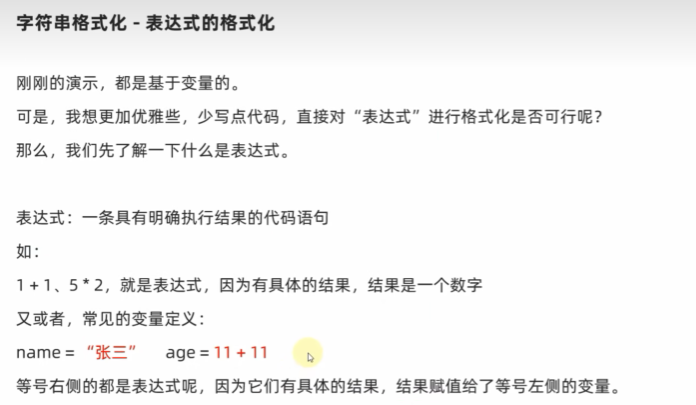 字符串格式化 - 表达式的格式化
刚刚的演示，都是基于变量的。
可是，我想更加优雅些，少写点代码，直接对“表达式”进行格式化是否可行呢？
那么，我们先了解一下什么是表达式。
表达式：一条具有明确执行结果的代码语句
如：
1 + 1、5 * 2，就是表达式，因为有具体的结果，结果是一个数字
又或者，常见的变量定义：
name = “张三” age = 11 + 11
等号右侧的都是表达式呢，因为它们有具体的结果，结果赋值给了等号左侧的变量。